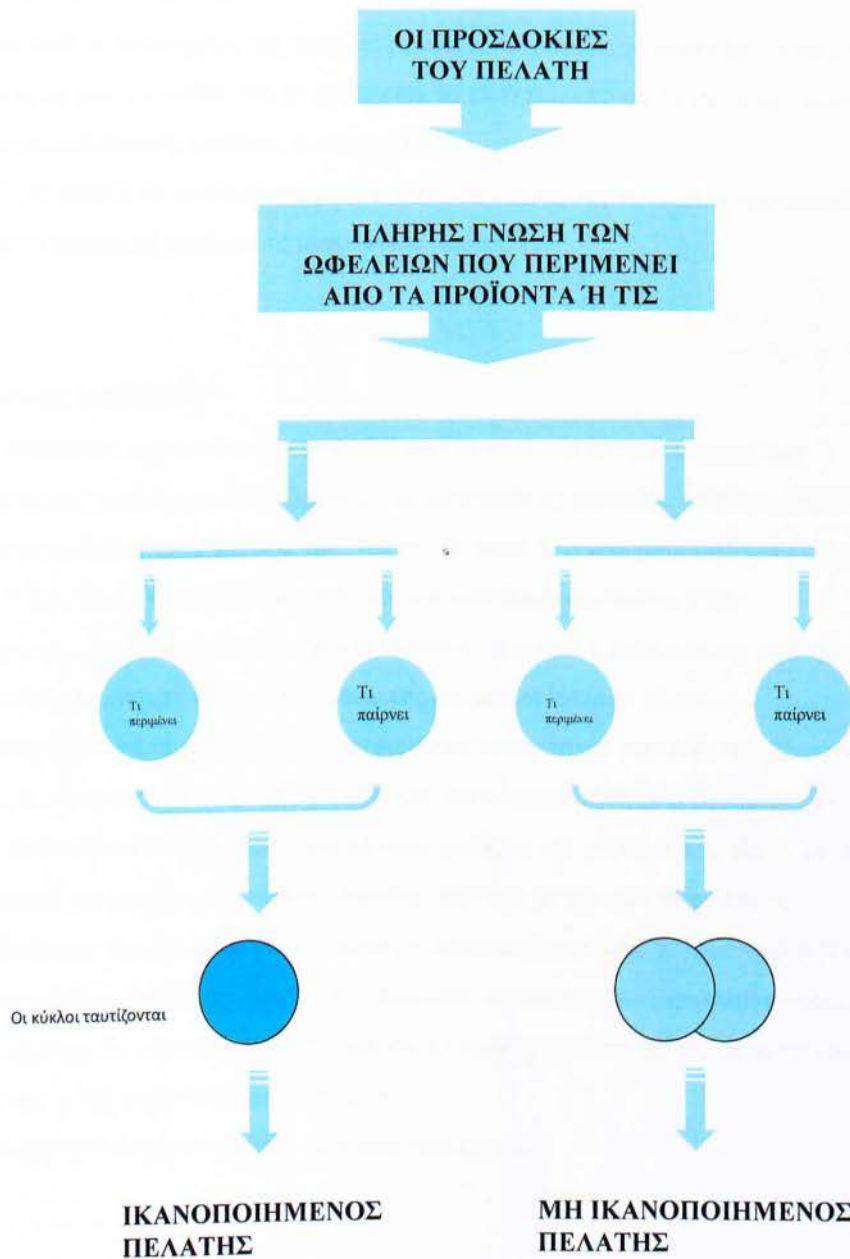 ΟΙ ΠΡΟΣΔΟΚΙΕΣ
ΤΟΥ ΠΕΛΑΤΗ
ΠΛΗΡΗΣ ΓΝΩΣΗ ΤΩΝ
ΩΦΕΛΕΙΩΝ ΠΟΥ ΠΕΡΙΜΕΝΕΙ
ΑΠΟ ΤΑ ΠΡΟΪΟΝΤΑ Ή ΤΙΣ
Τι
περιμένει
Τι
παίρνει
Τι
περιμένει
Τι
παίρνει
Οι κύκλοι ταυτίζονται
ΙΚΑΝΟΠΟΙΗΜΕΝΟΣ
ΠΕΛΑΤΗΣ
ΜΗ ΙΚΑΝΟΠΟΙΗΜΕΝΟΣ
ΠΕΛΑΤΗΣ